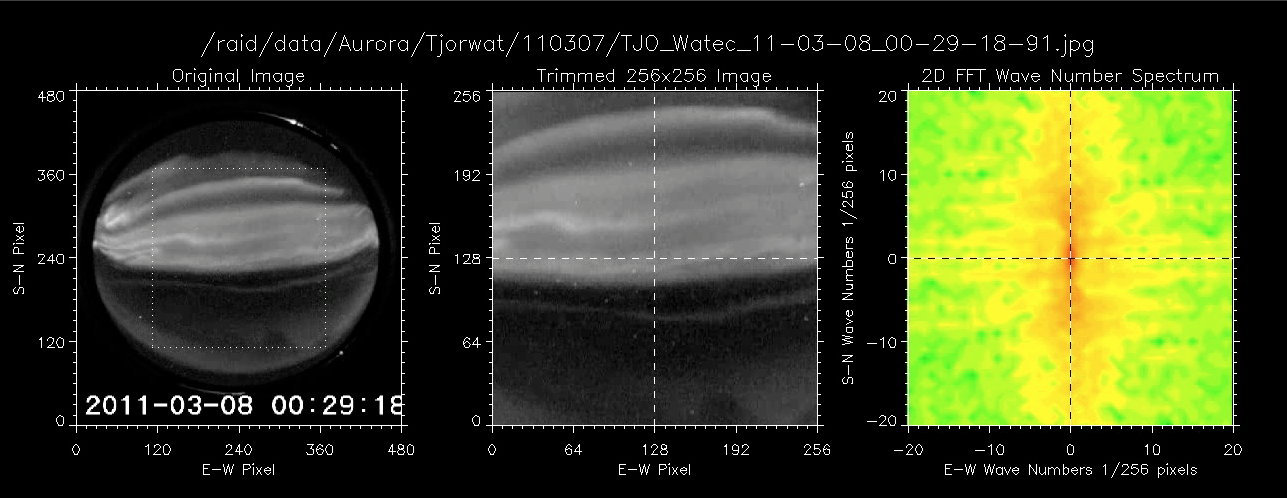 /raid/data/Aurora/Tjorwat/110307/TJO_Watec_11-03-08_00-29-18-91.jpg
Original Image
Trimmed 256x256 Image
2D FFT Wave Number Spectrum
480
360
240
120
0
S-N Pixel
2011-03-08 00:29:18
0 120 240 360 480
E-W Pixel
256
192
128
64
0
S-N Pixel
0 64 128 192 256
E-W Pixel
20
10
0
-10
-20
S-N Wave Numbers 1/256 pixels
-20 -10 0 10 20
E-W Wave Numbers 1/256 pixels